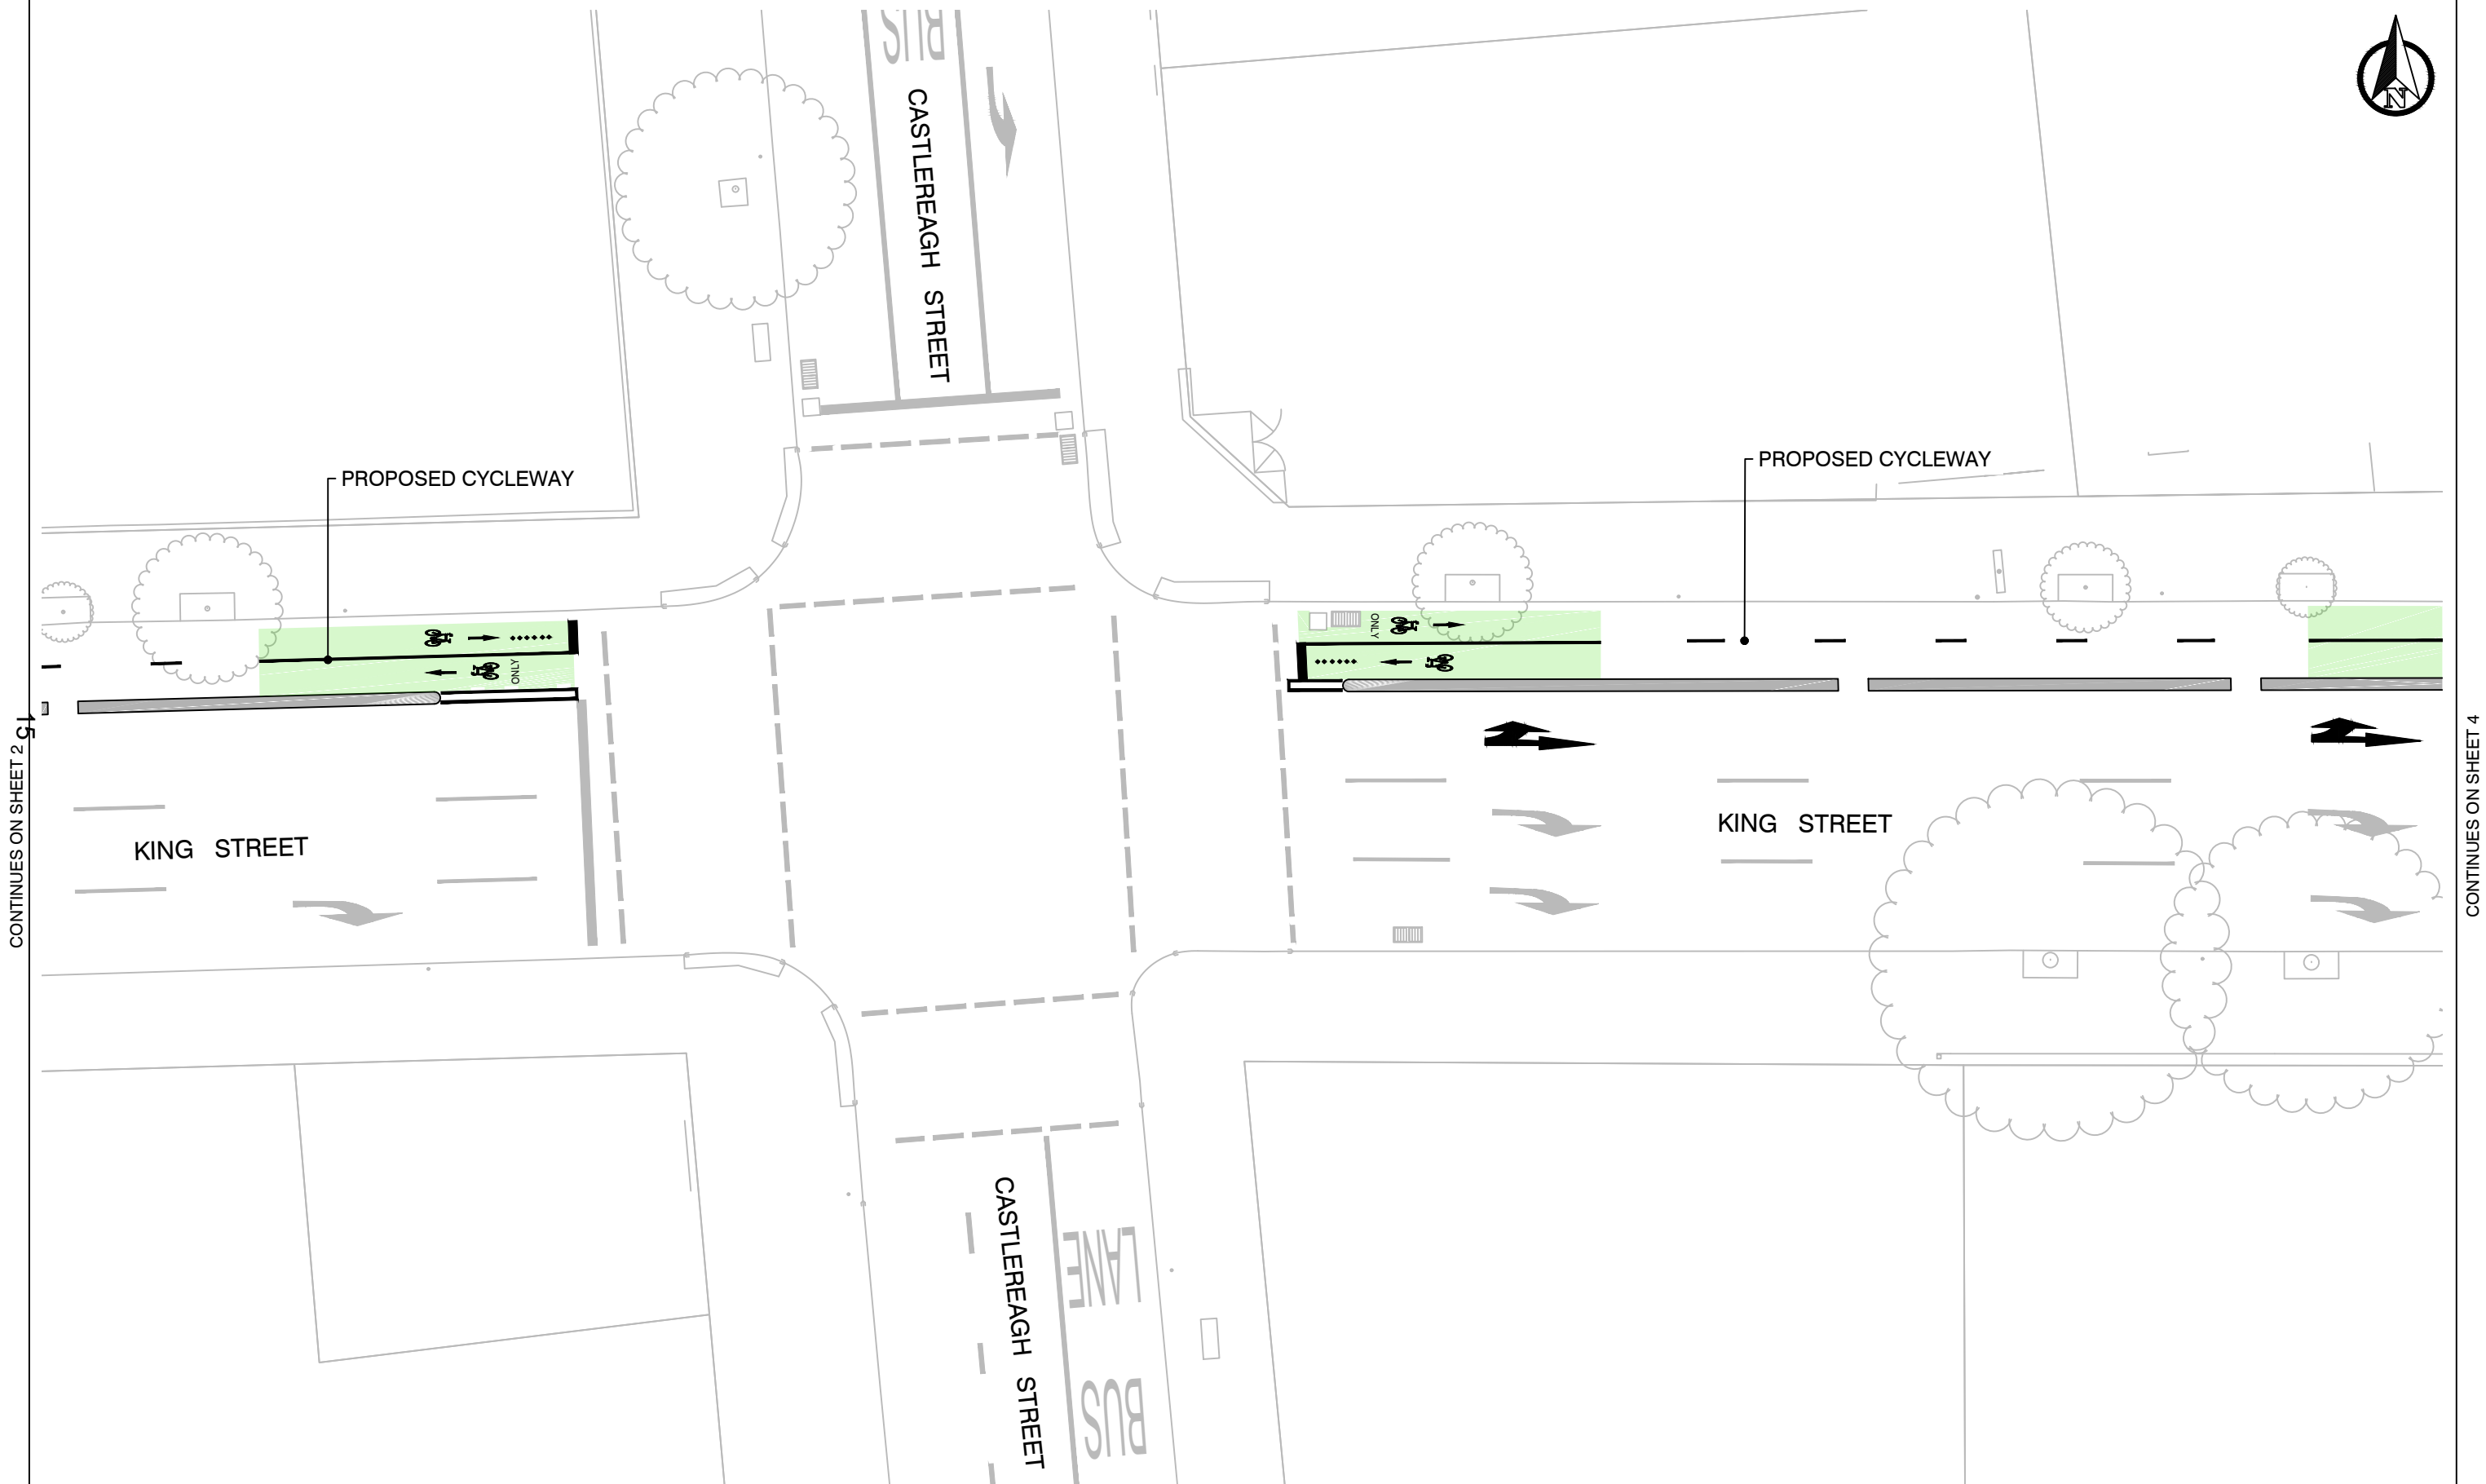 BUS
CASTLEREAGH STREET
N
PROPOSED CYCLEWAY
PROPOSED CYCLEWAY
ONLY
ONLY
15
CONTINUES ON SHEET 2
CONTINUES ON SHEET 4
KING STREET
KING STREET
CASTLEREAGH STREET
LANE
BUS